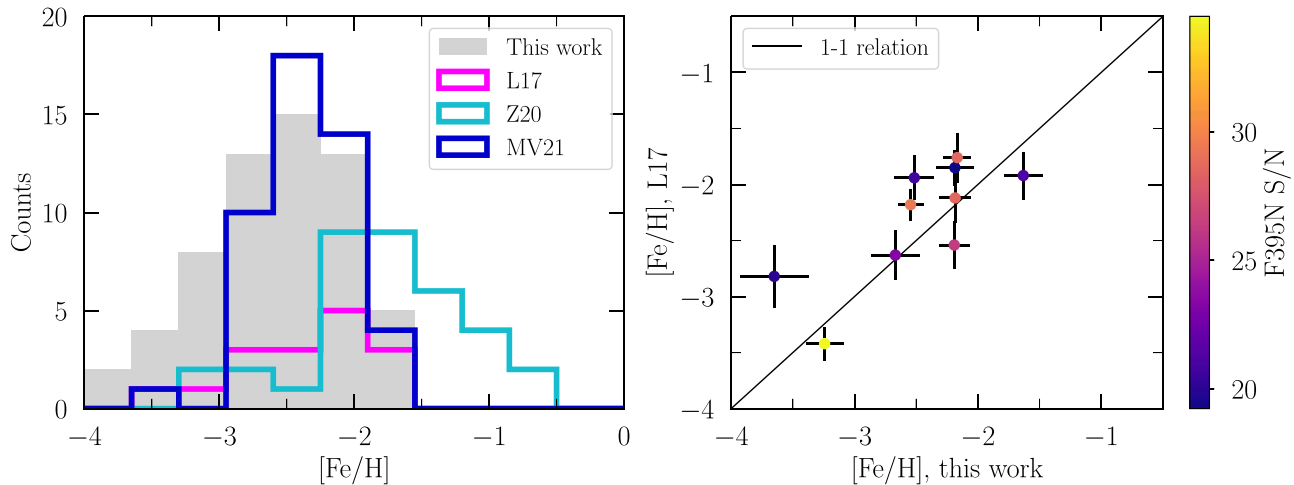 20
15
10
5
0
Counts
−4
−3
−2
−1
0
[Fe/H]
This work
L17
Z20
MV21
−1
−2
−3
−4
[Fe/H], L17
−3
−2
−1
[Fe/H], this work
1-1 relation
30
25
20
F395N S/N